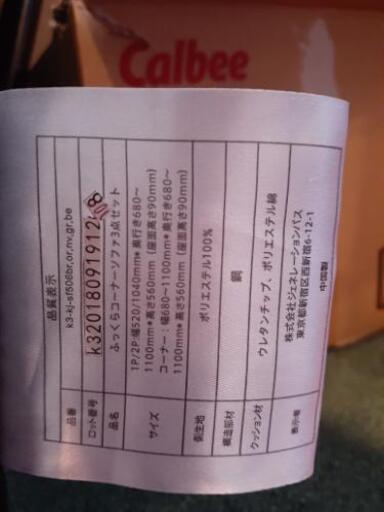 Calbee
品質表示
品番 k3-kj-sf606br,or,nv,gr,be
ロット番号 k3201809191218
品名 ふっくらコーナーソファ3点セット
サイズ 1P/2P:幅520/1040mm*奥行き680~
1100mm*高さ560mm(座面高さ90mm)
コーナー:幅680~1100mm*奥行き680~
1100mm*高さ560mm(座面高さ90mm)
張生地 ポリエステル100%
構造部材 鋼
クッション材 ウレタンチップ、ポリエステル綿
表示者 株式会社ジェネレーションパス
東京都新宿区西新宿6-12-1
中国製